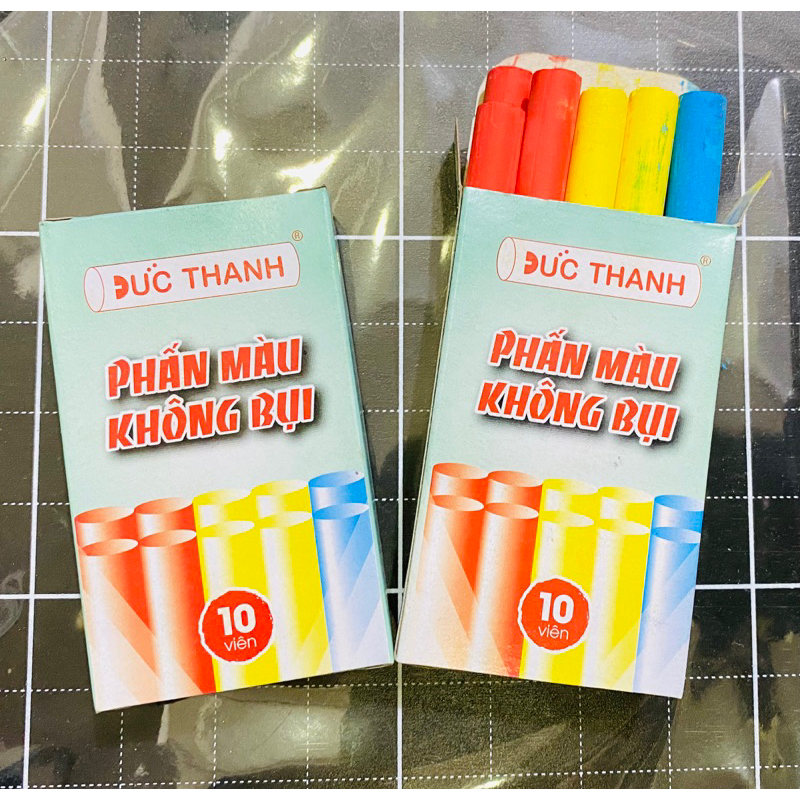 ĐỨC THANH ®
PHẤN MÀU
KHÔNG BỤI
10
viên
ĐỨC THANH ®
PHẤN MÀU
KHÔNG BỤI
10
viên